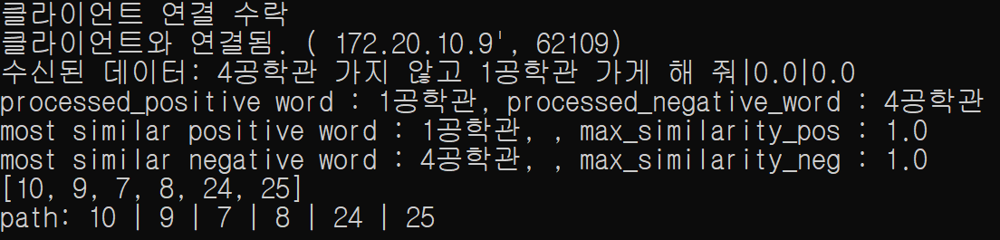 클라이언트 연결 수락
클라이언트와 연결됨. ( 172.20.10.9', 62109)
수신된 데이터: 4공학관 가지 않고 1공학관 가게 해 줘|0.0|0.0
processed_positive word : 1공학관, processed_negative_word : 4공학관
most similar positive word : 1공학관, , max_similarity_pos : 1.0
most similar negative word : 4공학관, , max_similarity_neg : 1.0
[10, 9, 7, 8, 24, 25]
path: 10 | 9 | 7 | 8 | 24 | 25